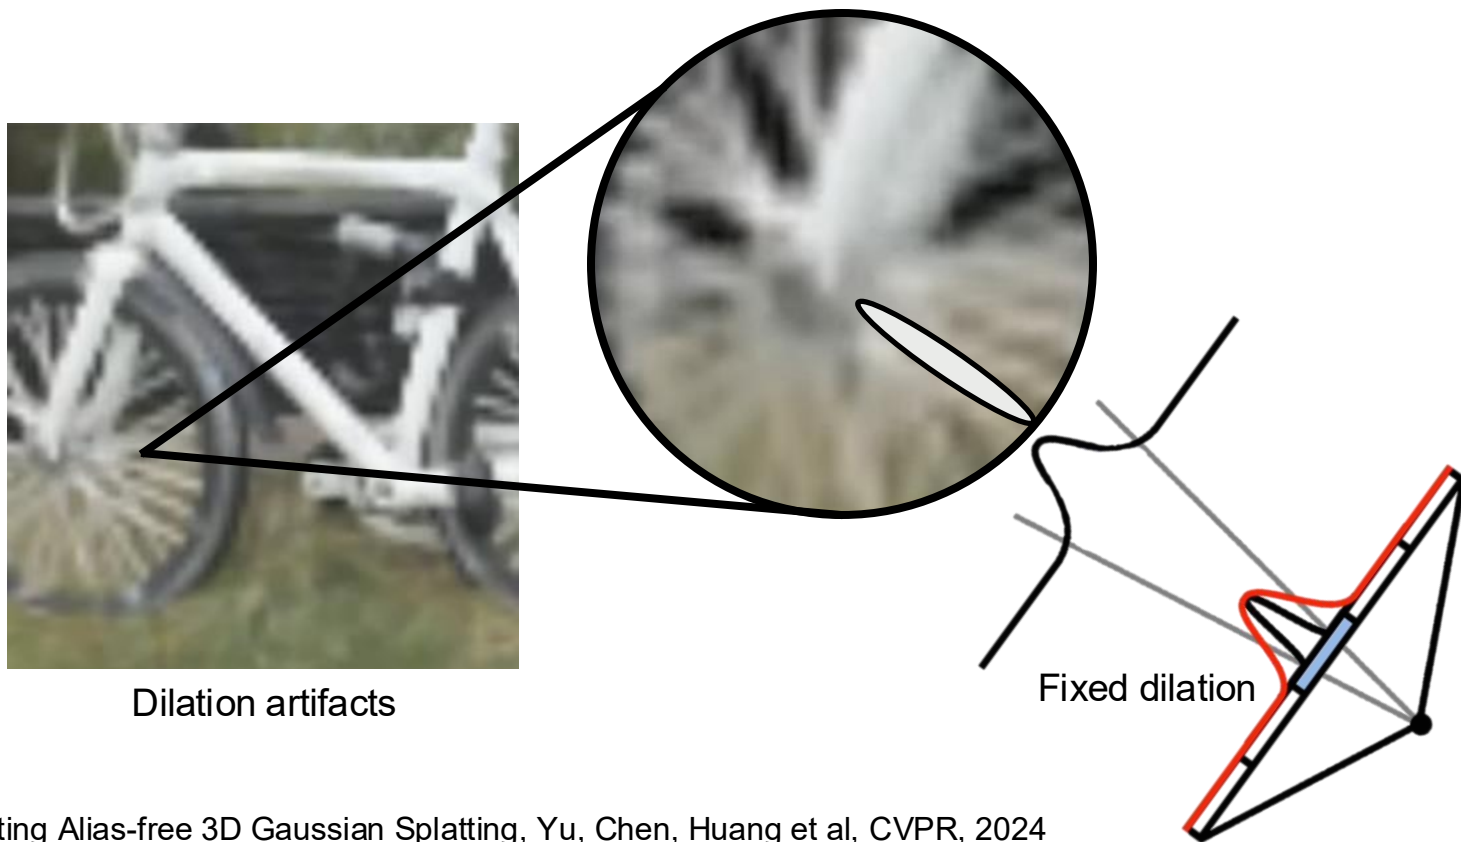 Fixed dilation
Dilation artifacts
ting Alias-free 3D Gaussian Splatting, Yu, Chen, Huang et al, CVPR, 2024